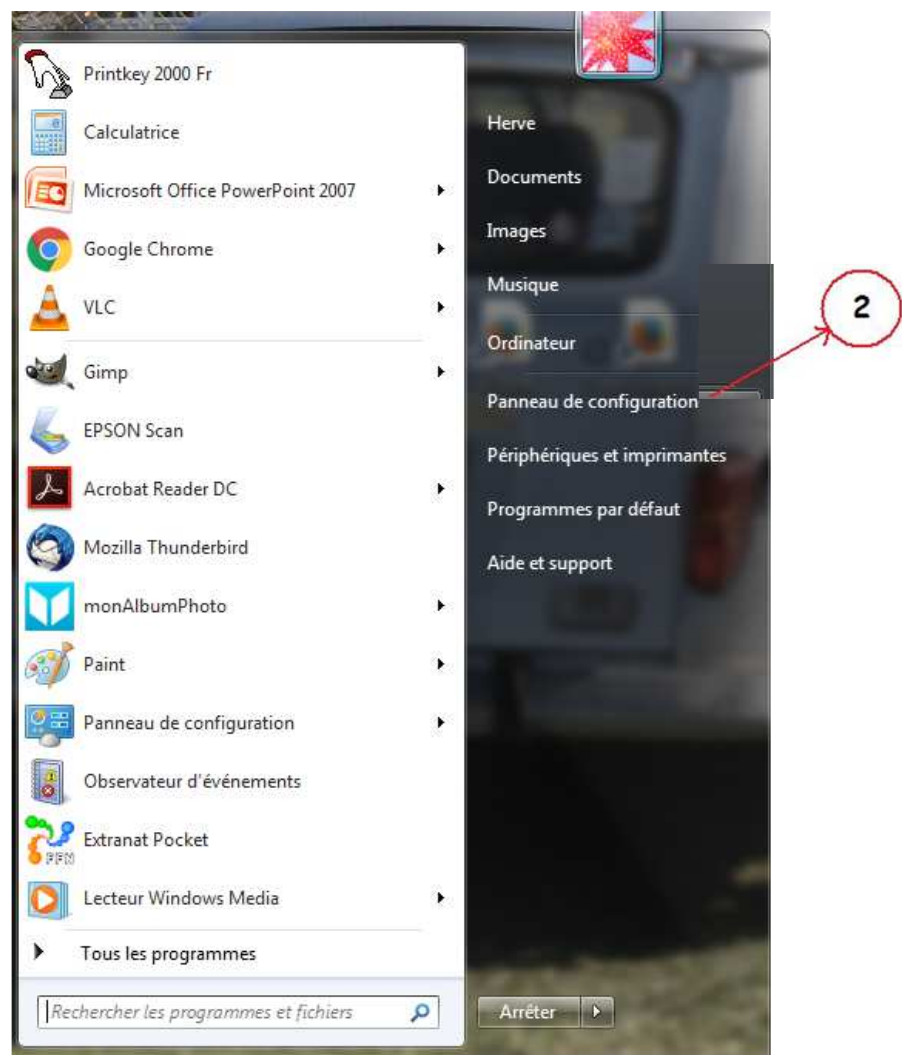 Printkey 2000 Fr
Calculatrice
Microsoft Office PowerPoint 2007
Google Chrome
VLC
Gimp
EPSON Scan
Acrobat Reader DC
Mozilla Thunderbird
monAlbumPhoto
Paint
Panneau de configuration
Observateur d'événements
Extranat Pocket
FFN
Lecteur Windows Media
Tous les programmes
Rechercher les programmes et fichiers
Herve
Documents
Images
Musique
Ordinateur
Panneau de configuration
Périphériques et imprimantes
Programmes par défaut
Aide et support
Arrêter
2